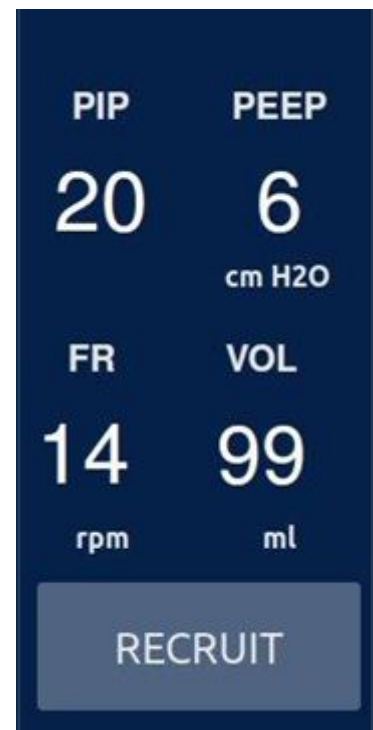 PIP PEEP
20 6
cm H2O
FR VOL
14 99
rpm ml
RECRUIT